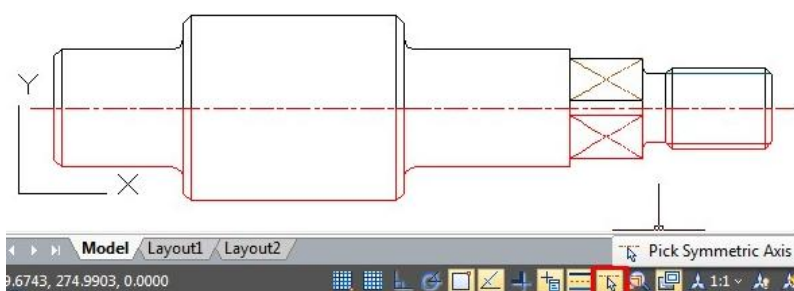 Y
X
Model Layout1 Layout2
Pick Symmetric Axis
9.6743, 274.9903, 0.0000
1:1